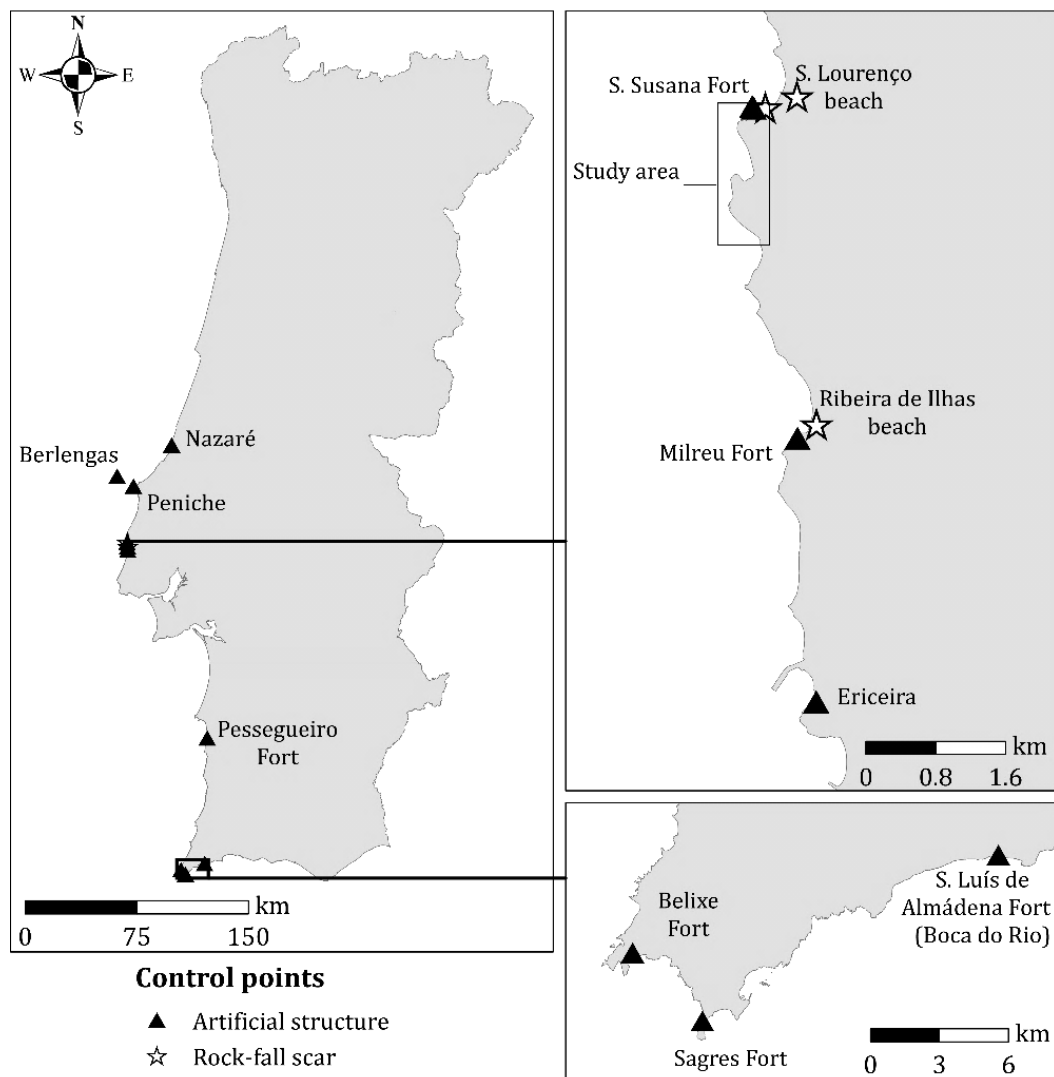 N
W
E
S
Nazaré
Berlengas
Peniche
Pessegueiro
Fort
km
0
75
150
Control points
Artificial structure
Rock-fall scar
S. Susana Fort
S. Lourenço
beach
Study area
Ribeira de Ilhas
beach
Milreu Fort
Ericeira
km
0
0.8
1.6
S. Luís de
Almádena Fort
(Boca do Rio)
Belixe
Fort
Sagres Fort
km
0
3
6